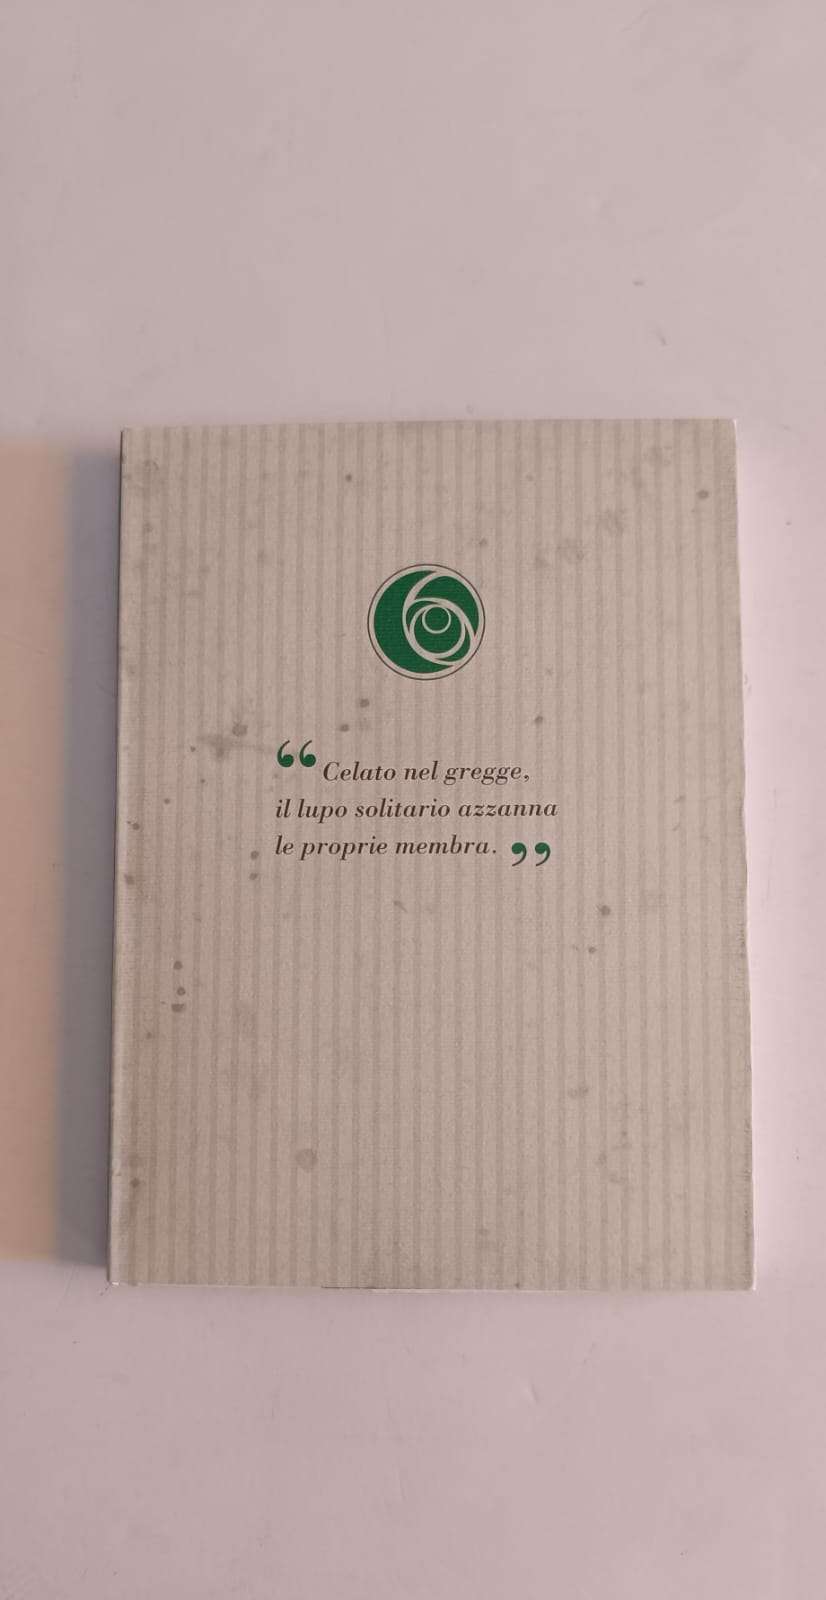 “Celato nel gregge,
il lupo solitario azzanna
le proprie membra.”